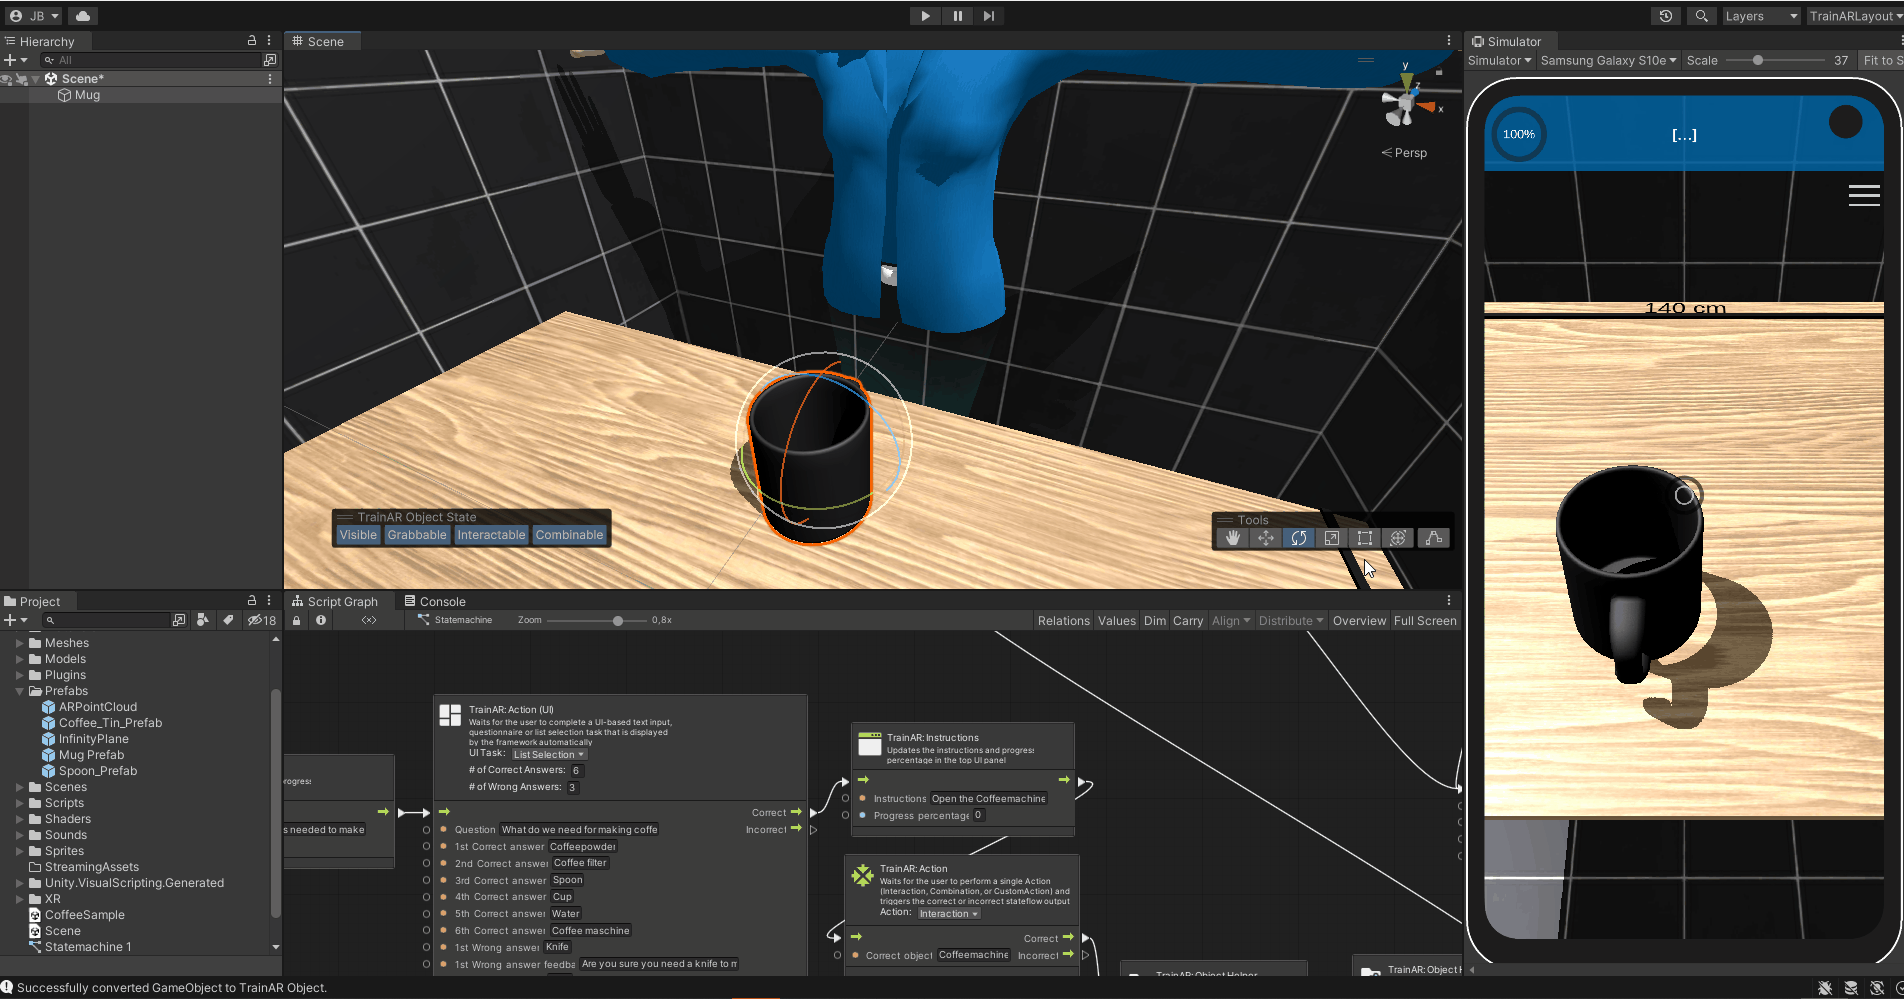 JB
Layers
TrainARLayout
Hierarchy
All
Scene*
Mug
Scene
y
z
x
Persp
TrainAR Object State
Visible Grabbable Interactable Combinable
Tools
Simulator
Simulator Samsung Galaxy S10e Scale 37 Fit to S
100%
[...]
140 cm
Project
18
Meshes
Models
Plugins
Prefabs
ARPointCloud
Coffee_Tin_Prefab
InfinityPlane
Mug Prefab
Spoon_Prefab
Scenes
Scripts
Shaders
Sounds
Sprites
StreamingAssets
Unity.VisualScripting.Generated
XR
CoffeeSample
Scene
Statemachine 1
Script Graph Console
Statemachine Zoom 0,8x
Relations Values Dim Carry Align Distribute Overview Full Screen
rogress
s needed to make
TrainAR: Action (UI)
Waits for the user to complete a UI-based text input,
questionaire or list selection task that is displayed
by the framework automatically
UI Task: List Selection
# of Correct Answers: 6
# of Wrong Answers: 3
Correct
Incorrect
Question What do we need for making coffe
1st Correct answer Coffeepowder
2nd Correct answer Coffee filter
3rd Correct answer Spoon
4th Correct answer Cup
5th Correct answer Water
6th Correct answer Coffee maschine
1st Wrong answer Knife
1st Wrong answer feedba Are you sure you need a knife to m
TrainAR: Instructions
Updates the instructions and progress
percentage in the top UI panel
Instructions Open the Coffeemachine
Progress percentage 0
TrainAR: Action
Waits for the user to perform a single Action
(Interaction, Combination, or CustomAction) and
triggers the correct or incorrect stateflow output
Action: Interaction
Correct
Correct object Coffeemachine Incorrect
TrainAR: Object Helper
TrainAR: Object H
Successfully converted GameObject to TrainAR Object.